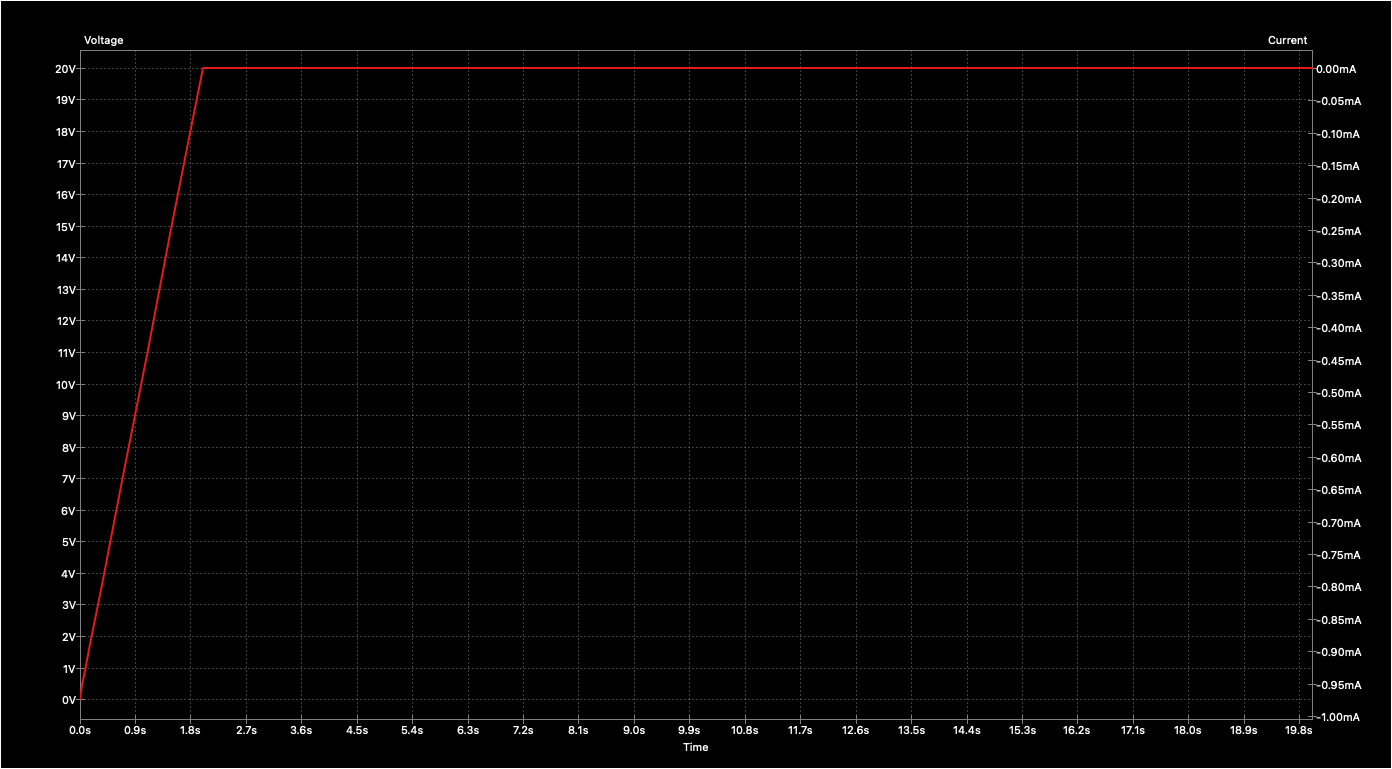 Voltage
Current
20V
19V
18V
17V
16V
15V
14V
13V
12V
11V
10V
9V
8V
7V
6V
5V
4V
3V
2V
1V
0V
0.00mA
-0.05mA
-0.10mA
-0.15mA
-0.20mA
-0.25mA
-0.30mA
-0.35mA
-0.40mA
-0.45mA
-0.50mA
-0.55mA
-0.60mA
-0.65mA
-0.70mA
-0.75mA
-0.80mA
-0.85mA
-0.90mA
-0.95mA
-1.00mA
0.0s 0.9s 1.8s 2.7s 3.6s 4.5s 5.4s 6.3s 7.2s 8.1s 9.0s 9.9s 10.8s 11.7s 12.6s 13.5s 14.4s 15.3s 16.2s 17.1s 18.0s 18.9s 19.8s
Time